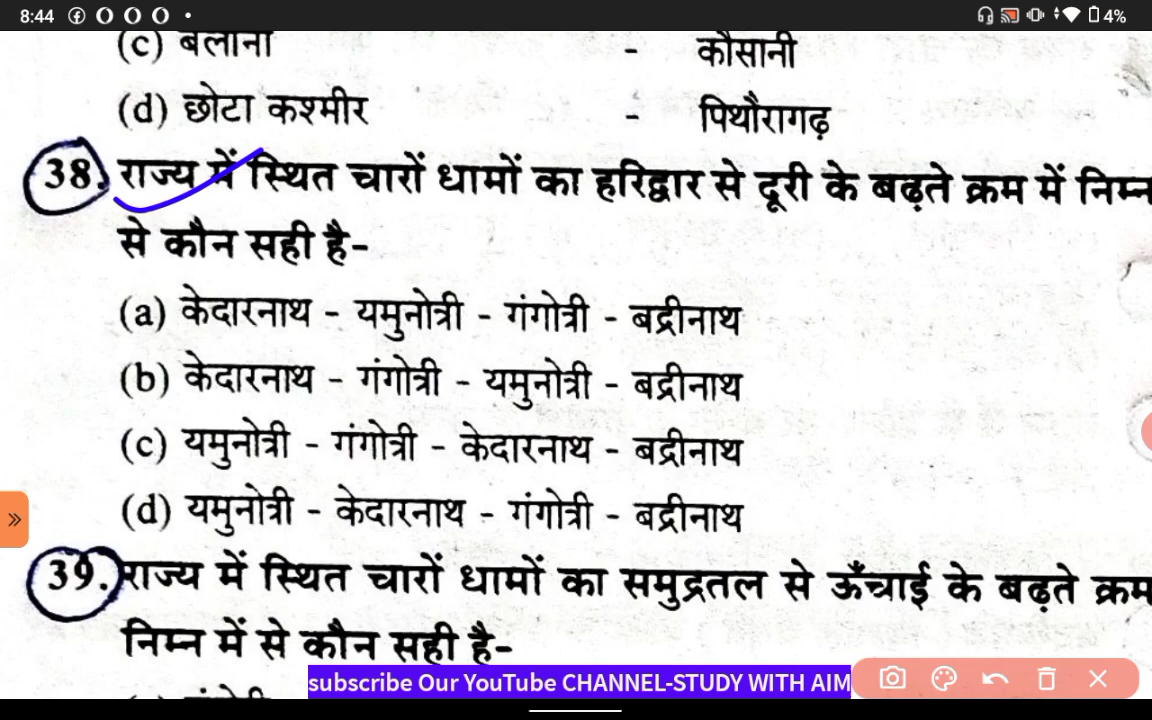 8:44 4%
(c) बलाना - कौसानी
(d) छोटा कश्मीर - पिथौरागढ़
38. राज्य में स्थित चारों धामों का हरिद्वार से दूरी के बढ़ते क्रम में निम्न
से कौन सही है-
(a) केदारनाथ - यमुनोत्री - गंगोत्री - बद्रीनाथ
(b) केदारनाथ - गंगोत्री - यमुनोत्री - बद्रीनाथ
(c) यमुनोत्री - गंगोत्री - केदारनाथ - बद्रीनाथ
(d) यमुनोत्री - केदारनाथ - गंगोत्री - बद्रीनाथ
39. राज्य में स्थित चारों धामों का समुद्रतल से ऊँचाई के बढ़ते क्रम
निम्न में से कौन सही है-
subscribe Our YouTube CHANNEL-STUDY WITH AIM